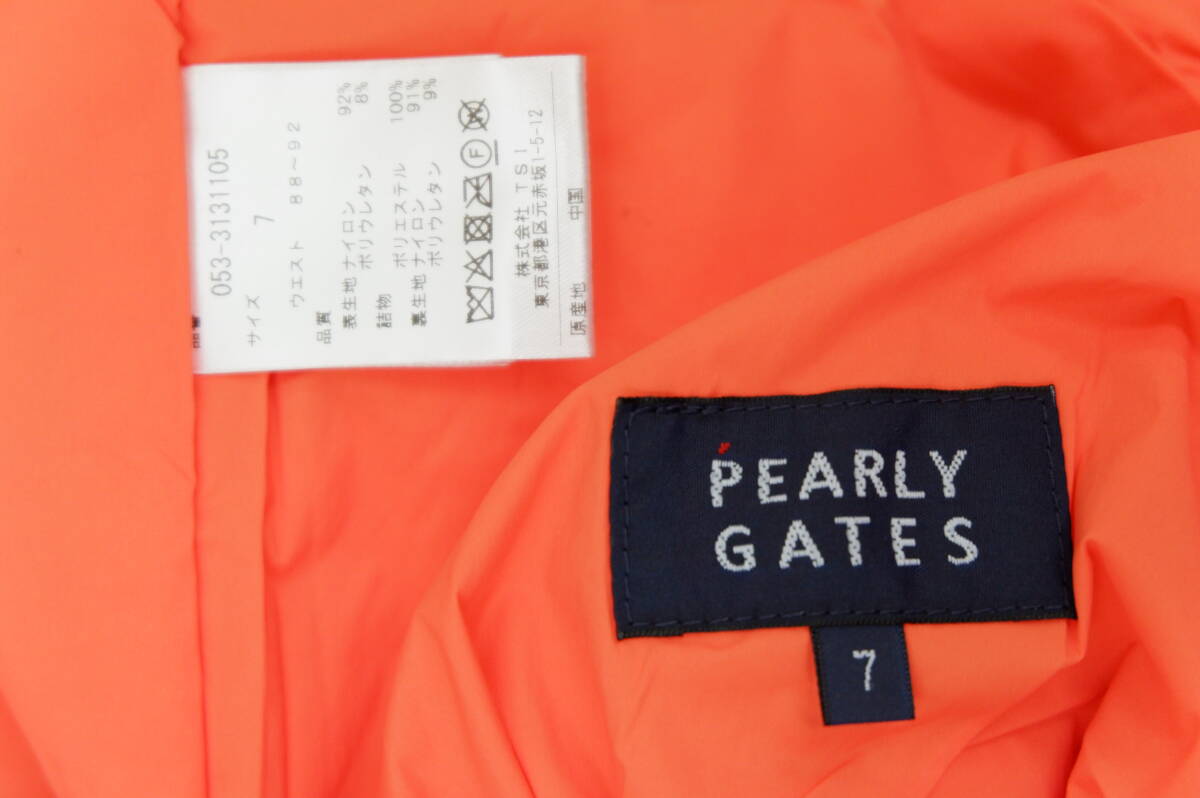 053-3131105
サイズ 7
ウエスト 88~92
品質
表生地 ナイロン 92%
ポリウレタン 8%
詰物 ポリエステル 100%
裏生地 ナイロン 91%
ポリウレタン 9%
F
株式会社 TSI
東京都港区元赤坂1-5-12
原産地 中国
PEARLY
GATES
7